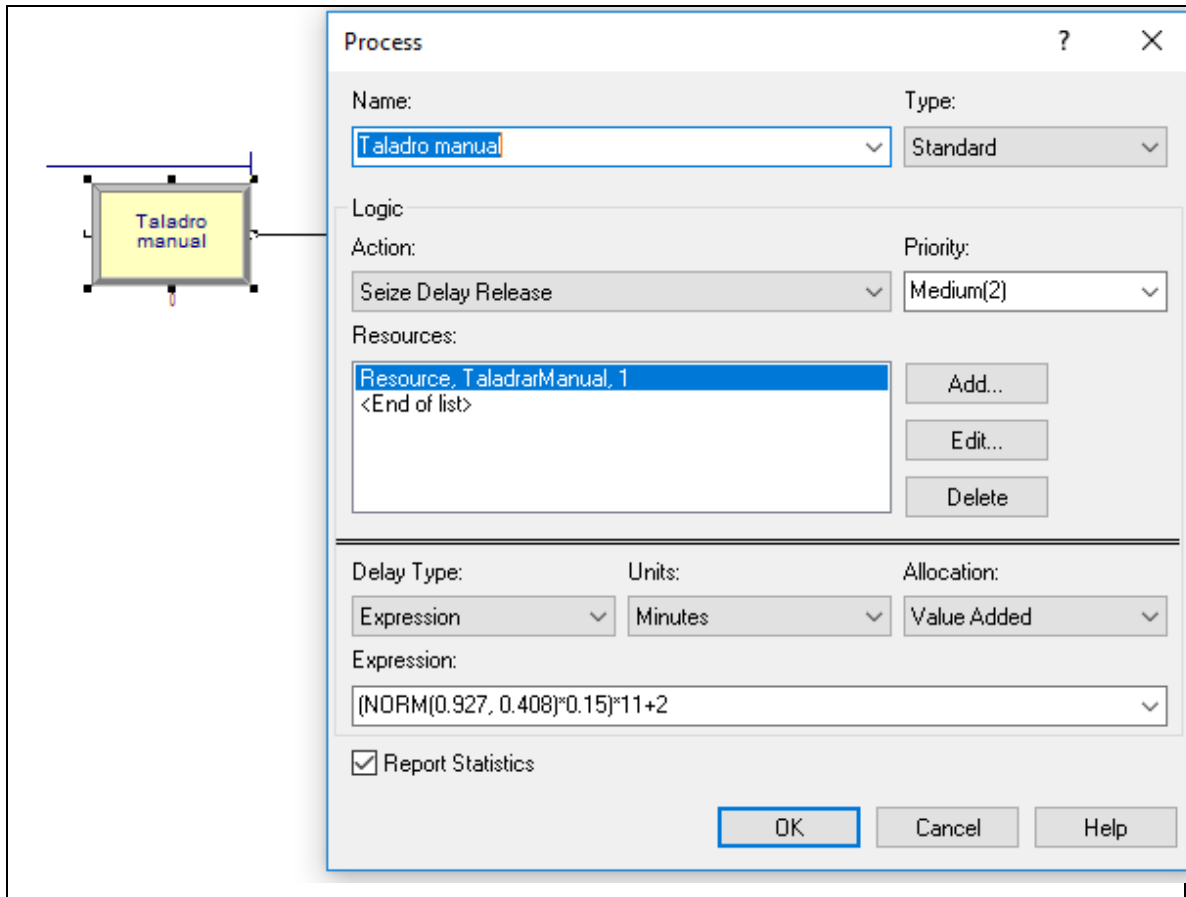 Process
?
Name:
Type:
Taladro manual
Standard
Taladro
manual
0
Logic
Action:
Priority:
Seize Delay Release
Medium(2)
Resources:
Resource, TaladrarManual, 1
<End of list>
Add...
Edit...
Delete
Delay Type:
Units:
Allocation:
Expression
Minutes
Value Added
Expression:
(NORM(0.927, 0.408)*0.15)*11+2
Report Statistics
OK
Cancel
Help